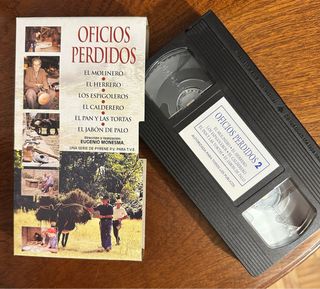 OFICIOS
PERDIDOS
EL MOLINERO
EL HERRERO
LOS ESPIGOLEROS
EL CALDERERO
EL PAN Y LAS TORTAS
EL JABÓN DE PALO
Dirección y realización:
EUGENIO MONESMA
UNA SERIE DE PYRENE P.V. PARA T.V.E.
OFICIOS PERDIDOS 2